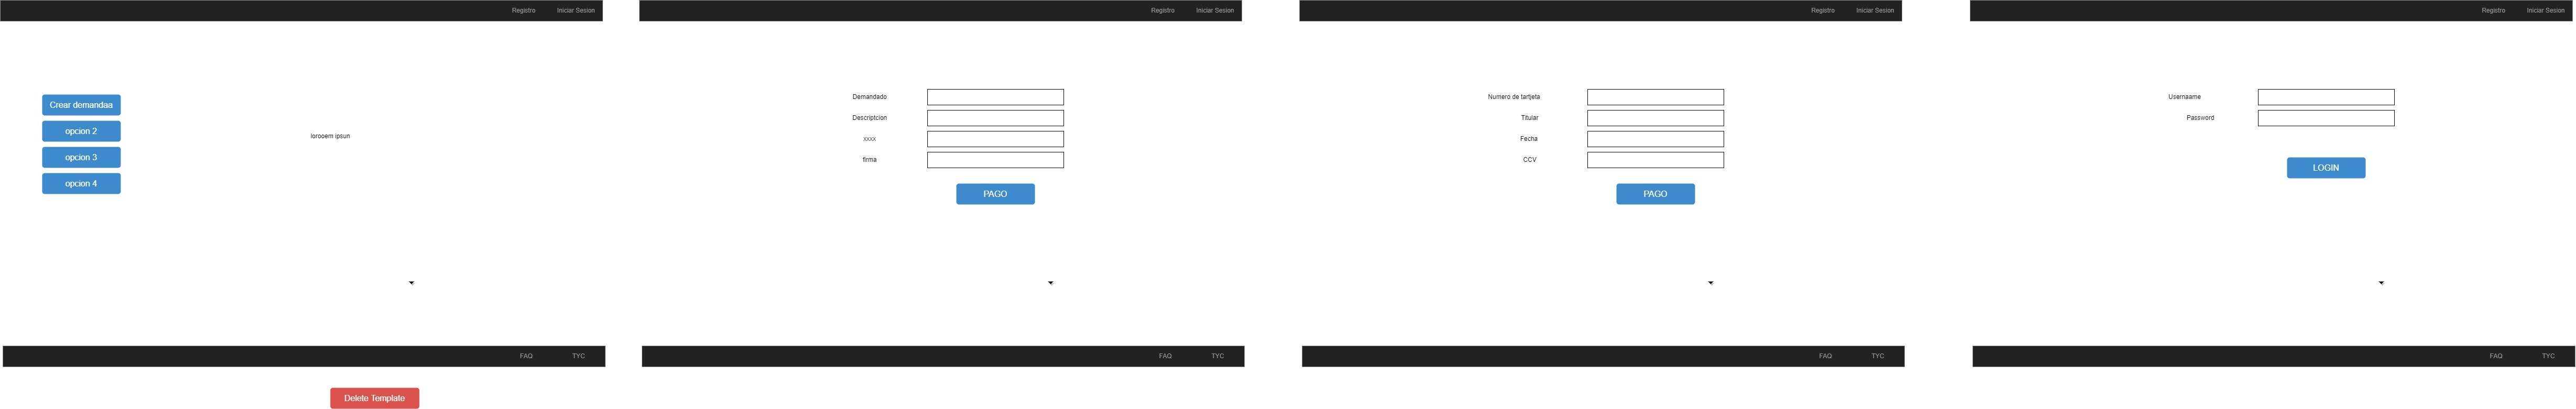 Registro Iniciar Sesion
Crear demandaa
opcion 2
lorooem ipsun
opcion 3
opcion 4
FAQ TYC
Delete Template
Registro Iniciar Sesion
Demandado
Descriptcion
xxxx
firma
PAGO
FAQ TYC
Registro Iniciar Sesion
Numero de tartjeta
Titular
Fecha
CCV
PAGO
FAQ TYC
Registro Iniciar Sesion
Usernaame
Password
LOGIN
FAQ TYC